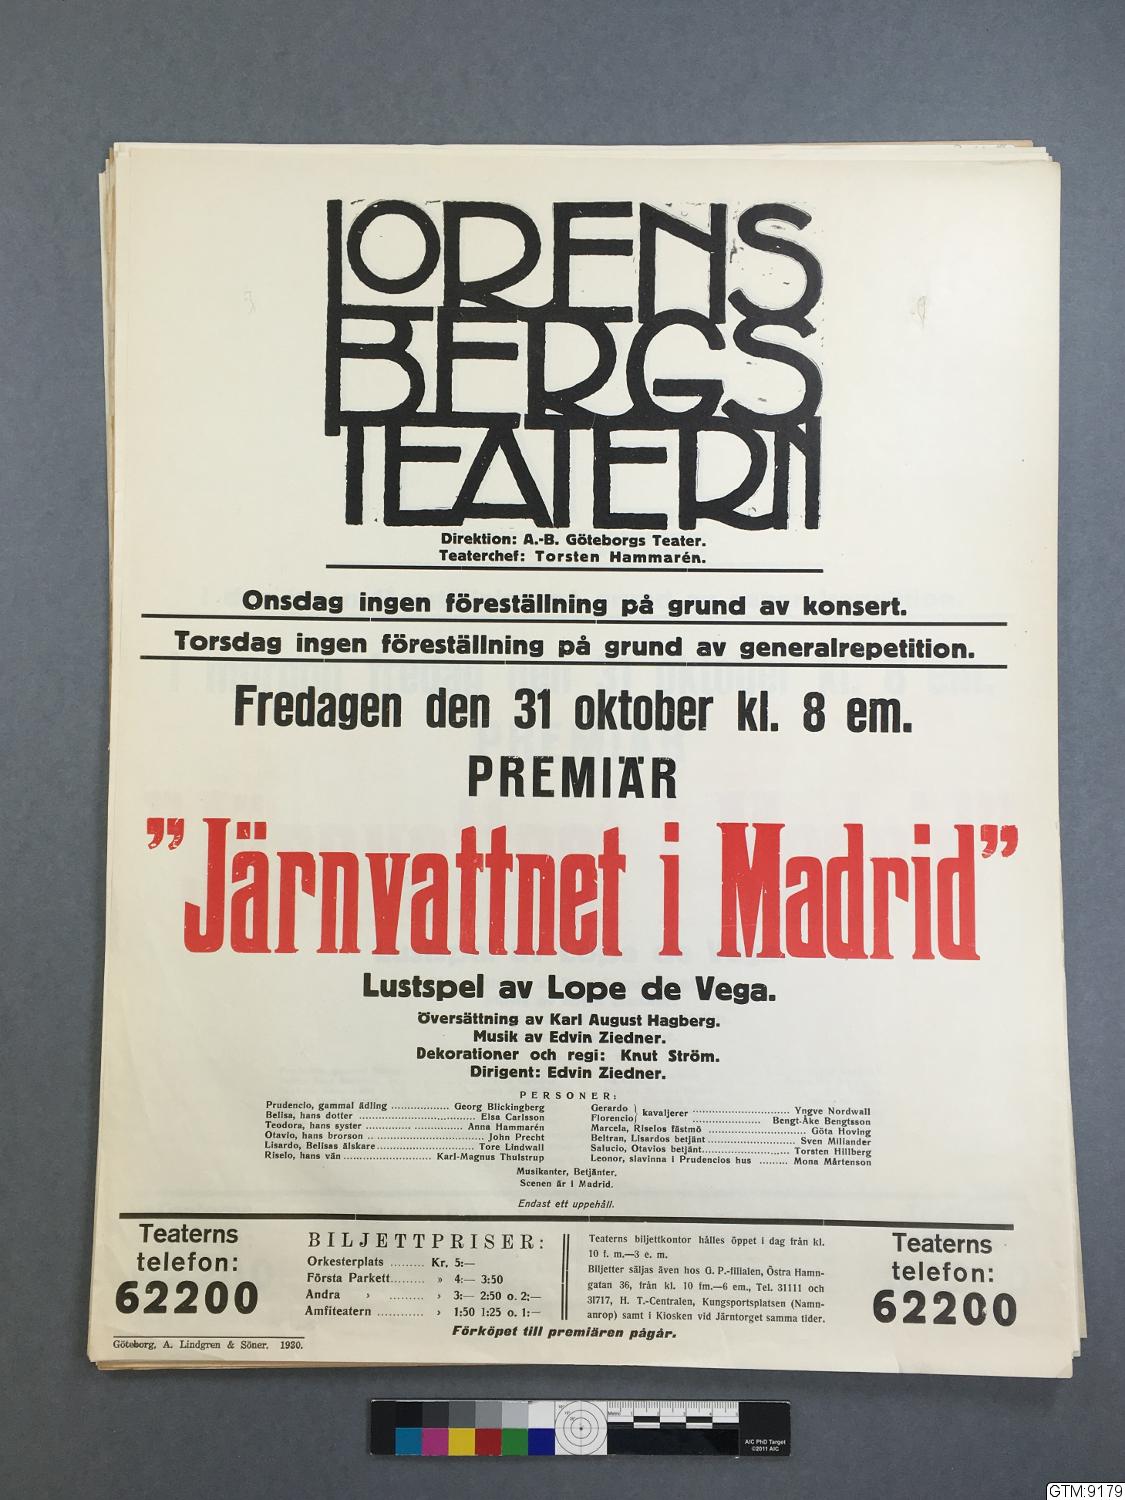 LORENS
BERGS
TEATERN
Direktion: A.-B. Göteborgs Teater.
Teaterchef: Torsten Hammarén.
Onsdag ingen föreställning på grund av konsert.
Torsdag ingen föreställning på grund av generalrepetition.
Fredagen den 31 oktober kl. 8 em.
PREMIÄR
”Järnvattnet i Madrid”
Lustspel av Lope de Vega.
Översättning av Karl August Hagberg.
Musik av Edvin Ziedner.
Dekorationer och regi: Knut Ström.
Dirigent: Edvin Ziedner.
PERSONER:
Prudencio, gammal ädling .................. Georg Blickingberg
Belisa, hans dotter .................................... Elsa Carlsson
Teodora, hans syster ................................ Anna Hammarén
Otavio, hans brorson .................................... John Precht
Lisardo, Belisas älskare .............................. Tore Lindwall
Riselo, hans vän ........................... Karl-Magnus Thulstrup
Gerardo } kavaljerer .............................. Yngve Nordwall
Florencio } ..................... Bengt-Åke Bengtsson
Marcela, Riselos fästmö ................................ Göta Hoving
Beltran, Lisardos betjänt ........................... Sven Miliander
Salucio, Otavios betjänt........................... Torsten Hillberg
Leonor, slavinna i Prudencios hus ......... Mona Mårtenson
Musikanter, Betjänter.
Scenen är i Madrid.
Endast ett uppehåll.
Teaterns
telefon:
62200
BILJETTPRISER:
Orkesterplats ......... Kr. 5:—
Första Parkett......... » 4:— 3:50
Andra » ......... » 3:— 2:50 o. 2:—
Amfiteatern ............ » 1:50 1:25 o. 1:—
Teaterns biljettkontor hålles öppet i dag från kl.
10 f. m.—3 e. m.
Biljetter säljas även hos G. P.-filialen, Östra Hamn-
gatan 36, från kl. 10 fm.—6 em., Tel. 31111 och
31717, H. T.-Centralen, Kungsportsplatsen (Namn-
anrop) samt i Kiosken vid Järntorget samma tider.
Teaterns
telefon:
62200
Förköpet till premiären pågår.
Göteborg, A. Lindgren & Söner, 1930.
AIC PhD Target
©2011 AIC
GTM:9179